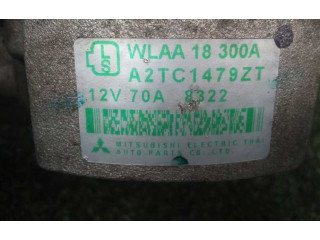 LS
WLAA 18 300A
A2TC1479ZT
12V 70A 8322
MITSUBISHI ELECTRIC THAI
AUTO PARTS CO.,LTD.